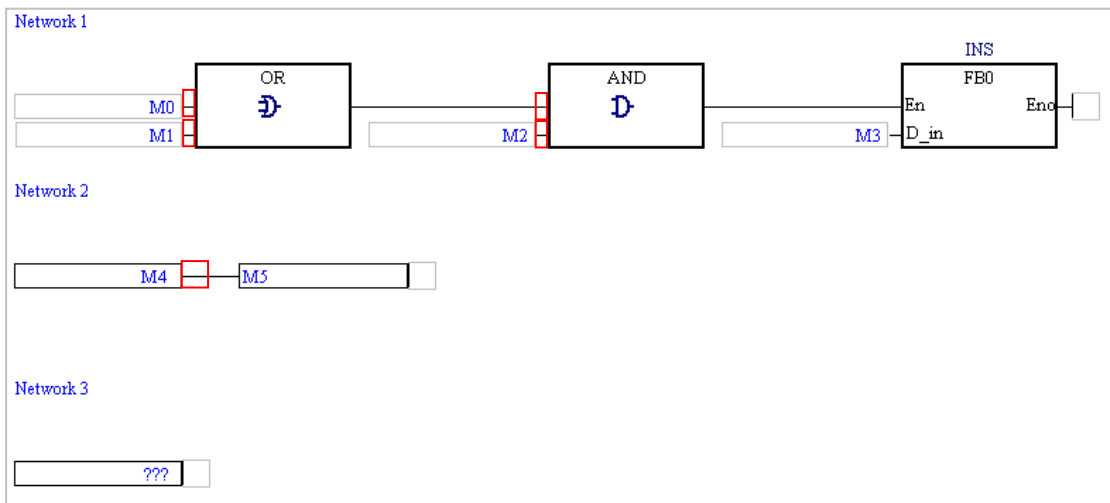 Network 1
INS
OR
AND
FB0
M0
En
Eno
M1
M2
M3
D_in
Network 2
M4
M5
Network 3
???